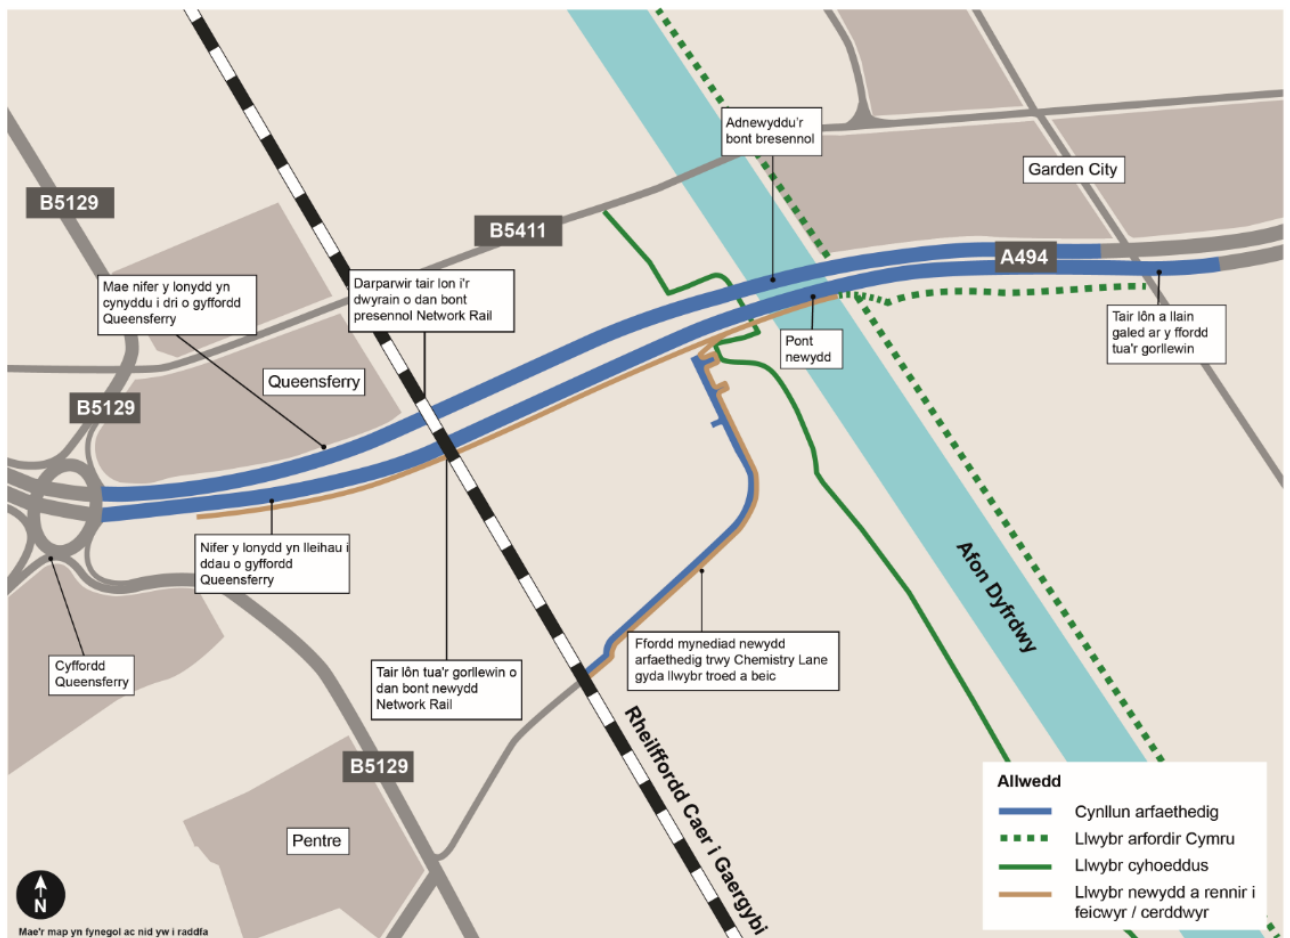 Adnewyddu'r
bont bresennol
Garden City
B5129
B5411
A494
Mae nifer y lonydd yn
cynyddu i dri o gyffordd
Queensferry
Darparwir tair lon i'r
dwyrain o dan bont
presennol Network Rail
Tair lôn a llain
galed ar y ffordd
tua'r gorllewin
Pont
newydd
Queensferry
B5129
Nifer y lonydd yn lleihau i
ddau o gyffordd
Queensferry
Afon Dyfrdwy
Cyffordd
Queensferry
Tair lôn tua'r gorllewin o
dan bont newydd
Network Rail
Ffordd mynediad newydd
arfaethedig trwy Chemistry Lane
gyda llwybr troed a beic
Rheilffordd Caer i Gaergybi
B5129
Pentre
Allwedd
Cynllun arfaethedig
Llwybr arfordir Cymru
Llwybr cyhoeddus
Llwybr newydd a rennir i
feicwyr / cerddwyr
N
Mae'r map yn fynegol ac nid yw i raddfa